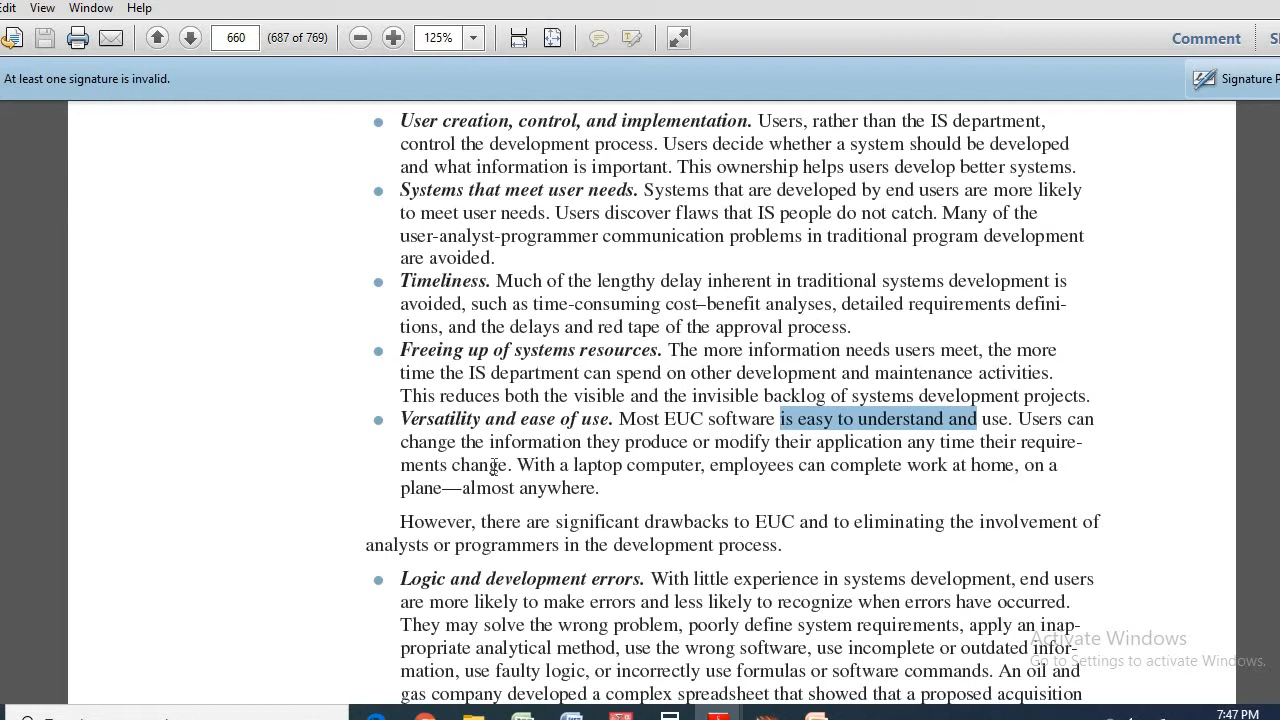 Edit View Window Help
660 (687 of 769) 125% Comment
At least one signature is invalid. Signature P
User creation, control, and implementation. Users, rather than the IS department,
control the development process. Users decide whether a system should be developed
and what information is important. This ownership helps users develop better systems.
Systems that meet user needs. Systems that are developed by end users are more likely
to meet user needs. Users discover flaws that IS people do not catch. Many of the
user-analyst-programmer communication problems in traditional program development
are avoided.
Timeliness. Much of the lengthy delay inherent in traditional systems development is
avoided, such as time-consuming cost–benefit analyses, detailed requirements defini-
tions, and the delays and red tape of the approval process.
Freeing up of systems resources. The more information needs users meet, the more
time the IS department can spend on other development and maintenance activities.
This reduces both the visible and the invisible backlog of systems development projects.
Versatility and ease of use. Most EUC software is easy to understand and use. Users can
change the information they produce or modify their application any time their require-
ments change. With a laptop computer, employees can complete work at home, on a
plane—almost anywhere.
However, there are significant drawbacks to EUC and to eliminating the involvement of
analysts or programmers in the development process.
Logic and development errors. With little experience in systems development, end users
are more likely to make errors and less likely to recognize when errors have occurred.
They may solve the wrong problem, poorly define system requirements, apply an inap-
propriate analytical method, use the wrong software, use incomplete or outdated infor-
mation, use faulty logic, or incorrectly use formulas or software commands. An oil and
gas company developed a complex spreadsheet that showed that a proposed acquisition
Activate Windows
Go to Settings to activate Windows.
7:47 PM